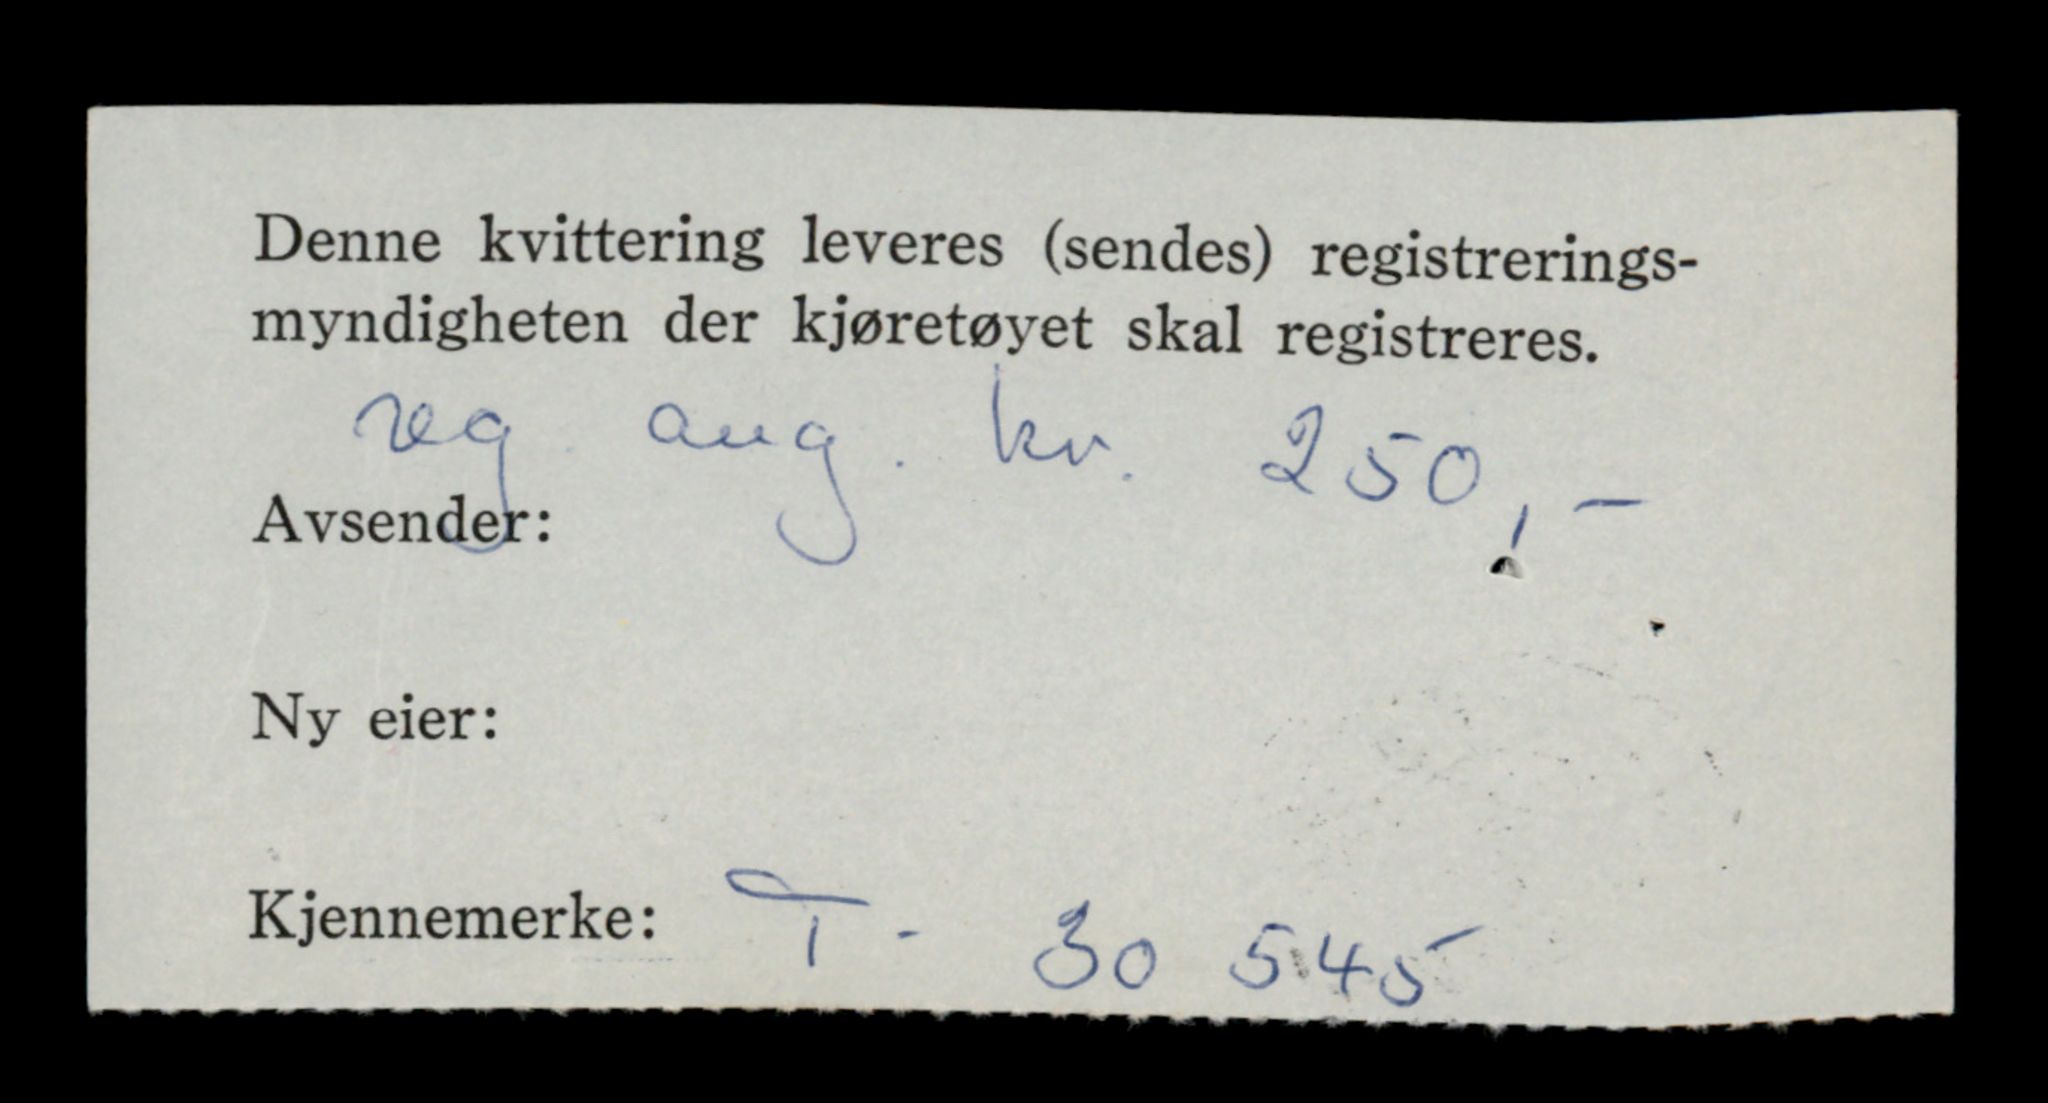 Denne kvittering leveres (sendes) registrerings-
myndigheten der kjøretøyet skal registreres.
reg. aug. kr. 250,-
Avsender:
Ny eier:
Kjennemerke: T - 30 545